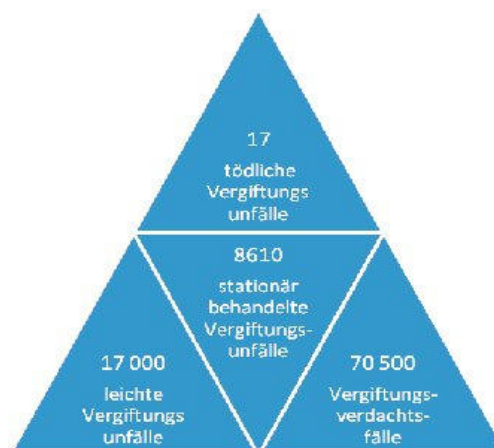 17
tödliche
Vergiftungs
unfälle
8610
stationär
behandelte
Vergiftungs-
unfälle
17 000
leichte
Vergiftungs
unfälle
70 500
Vergiftungs-
verdachts-
fälle